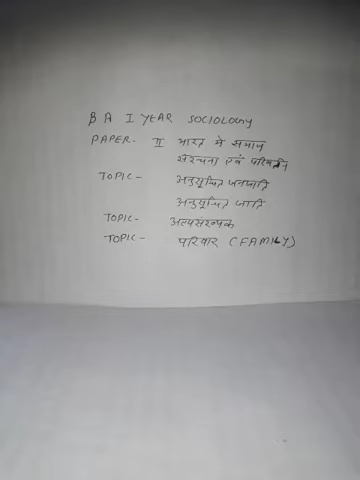 B A I YEAR SOCIOLOGY
PAPER- II भारत मे समाज
संरचना एवं परिवर्तन
TOPIC- अनुसूचित जनजाति
अनुसूचित जाति
TOPIC- अल्पसंख्यक
TOPIC- परिवार (FAMILY)